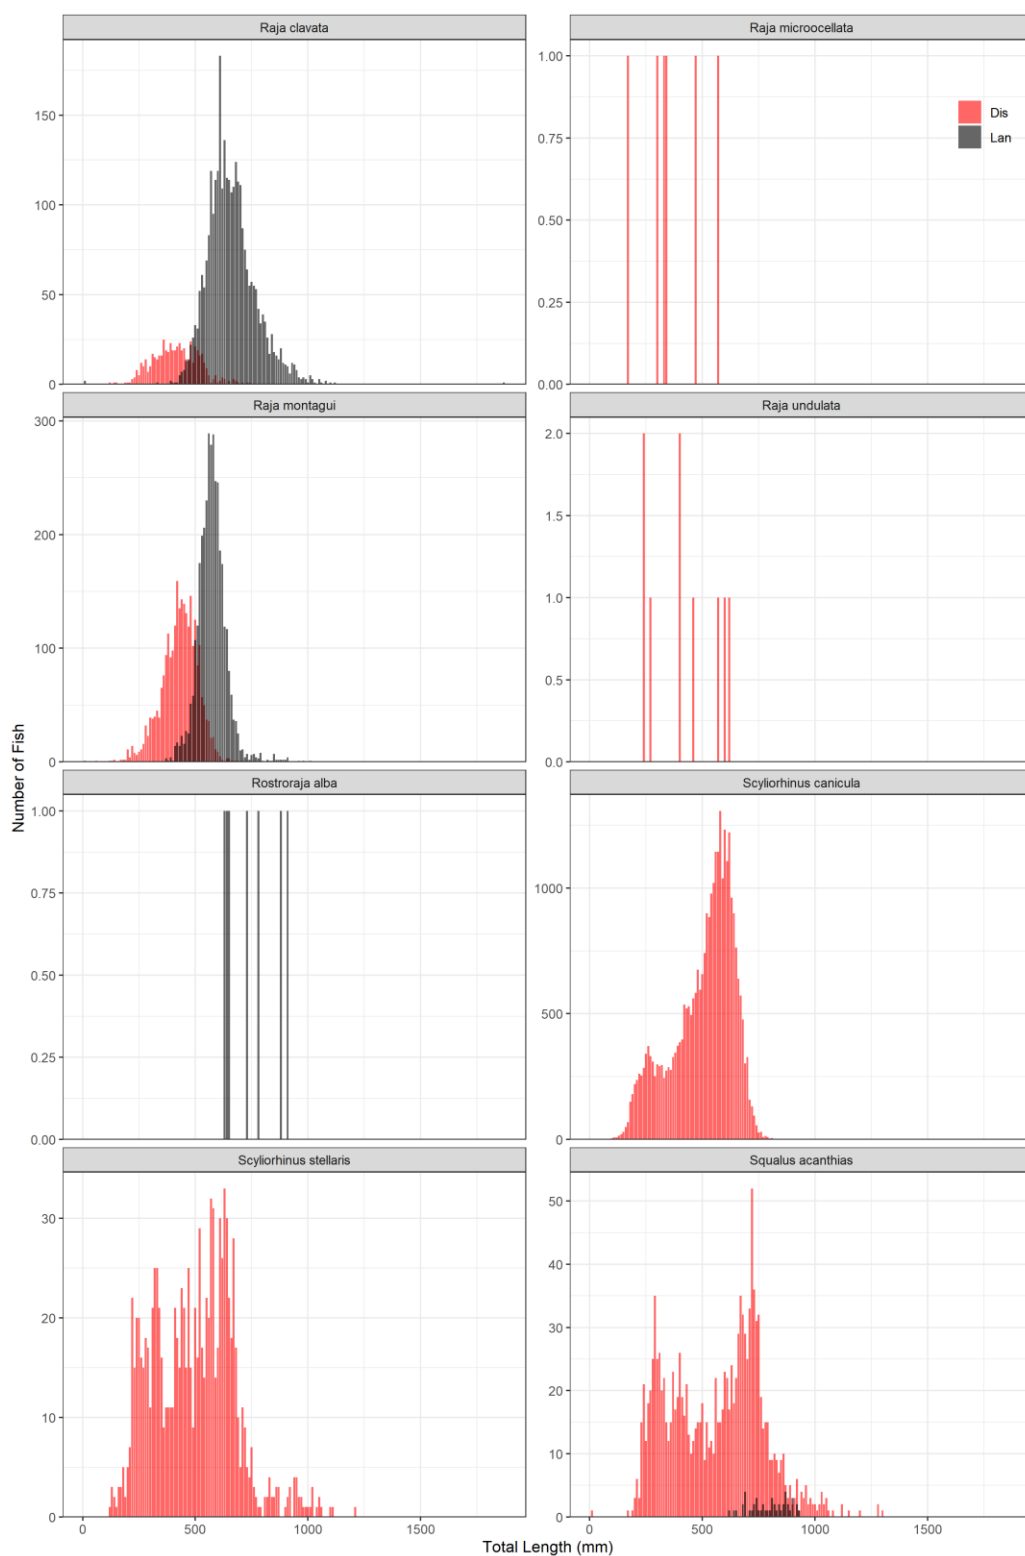 Raja clavata
Raja microocellata
150
100
50
0
1.00
0.75
0.50
0.25
0.00
Dis
Lan
Raja montagui
Raja undulata
300
200
100
0
2.0
1.5
1.0
0.5
0.0
Number of Fish
Rostroraja alba
Scyliorhinus canicula
1.00
0.75
0.50
0.25
0.00
1000
500
0
Scyliorhinus stellaris
Squalus acanthias
30
20
10
0
50
40
30
20
10
0
0 500 1000 1500
0 500 1000 1500
Total Length (mm)